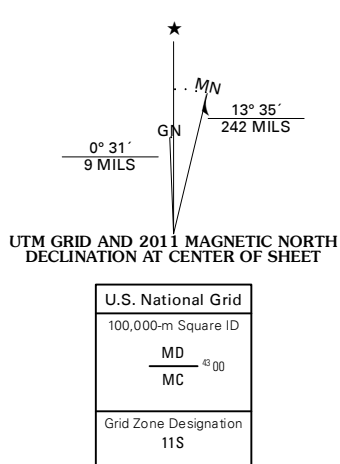 ★
MN
GN
13° 35´
242 MILS
0° 31´
9 MILS
UTM GRID AND 2011 MAGNETIC NORTH
DECLINATION AT CENTER OF SHEET
U.S. National Grid
100,000-m Square ID
MD
43 00
MC
Grid Zone Designation
11S